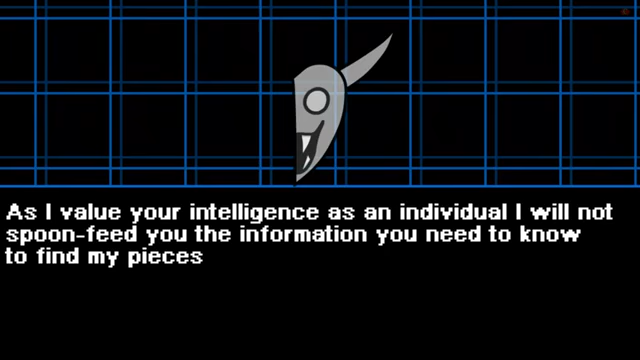 As I value your intelligence as an individual I will not
spoon-feed you the information you need to know
to find my pieces